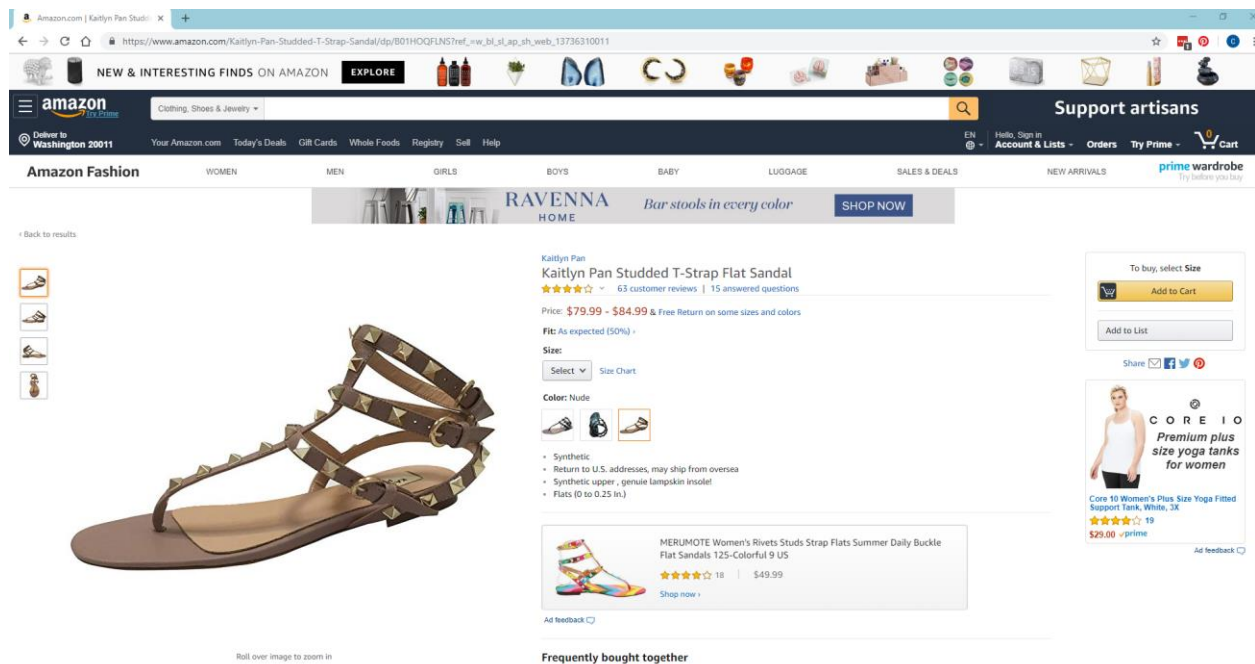 Amazon.com | Kaitlyn Pan Studd
https://www.amazon.com/Kaitlyn-Pan-Studded-T-Strap-Sandal/dp/B01HOQFLNS?ref_=w_bl_sl_ap_sh_web_13736310011
NEW & INTERESTING FINDS ON AMAZON EXPLORE
amazon
Try Prime
Clothing, Shoes & Jewelry
Support artisans
Deliver to
Washington 20011
Your Amazon.com Today's Deals Gift Cards Whole Foods Registry Sell Help
EN
Hello, Sign in
Account & Lists Orders Try Prime 0 Cart
Amazon Fashion WOMEN MEN GIRLS BOYS BABY LUGGAGE SALES & DEALS NEW ARRIVALS
prime wardrobe
Try before you buy
RAVENNA
HOME
Bar stools in every color
SHOP NOW
‹ Back to results
Kaitlyn Pan
Kaitlyn Pan Studded T-Strap Flat Sandal
63 customer reviews | 15 answered questions
Price: $79.99 - $84.99 & Free Return on some sizes and colors
Fit: As expected (50%)
Size:
Select Size Chart
Color: Nude
• Synthetic
• Return to U.S. addresses, may ship from oversea
• Synthetic upper , genuie lampskin insole!
• Flats (0 to 0.25 In.)
MERUMOTE Women's Rivets Studs Strap Flats Summer Daily Buckle
Flat Sandals 125-Colorful 9 US
18 | $49.99
Shop now ›
Ad feedback
Roll over image to zoom in
Frequently bought together
To buy, select Size
Add to Cart
Add to List
Share
CORE 10
Premium plus
size yoga tanks
for women
Core 10 Women's Plus Size Yoga Fitted
Support Tank, White, 3X
19
$29.00 prime
Ad feedback